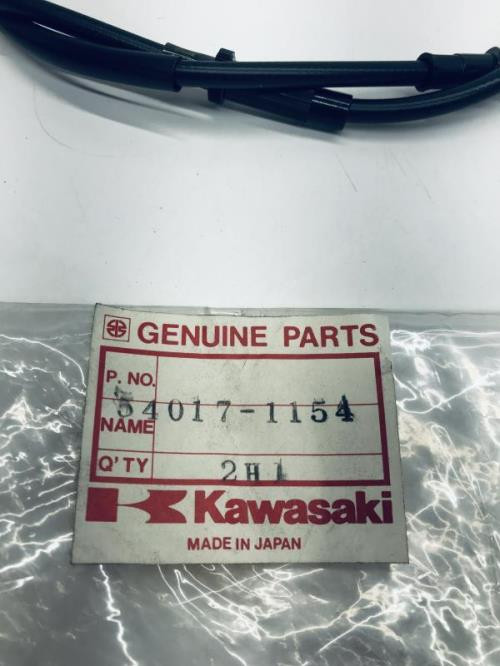 GENUINE PARTS
P. NO.
54017-1154
NAME
Q'TY
2H1
Kawasaki
MADE IN JAPAN